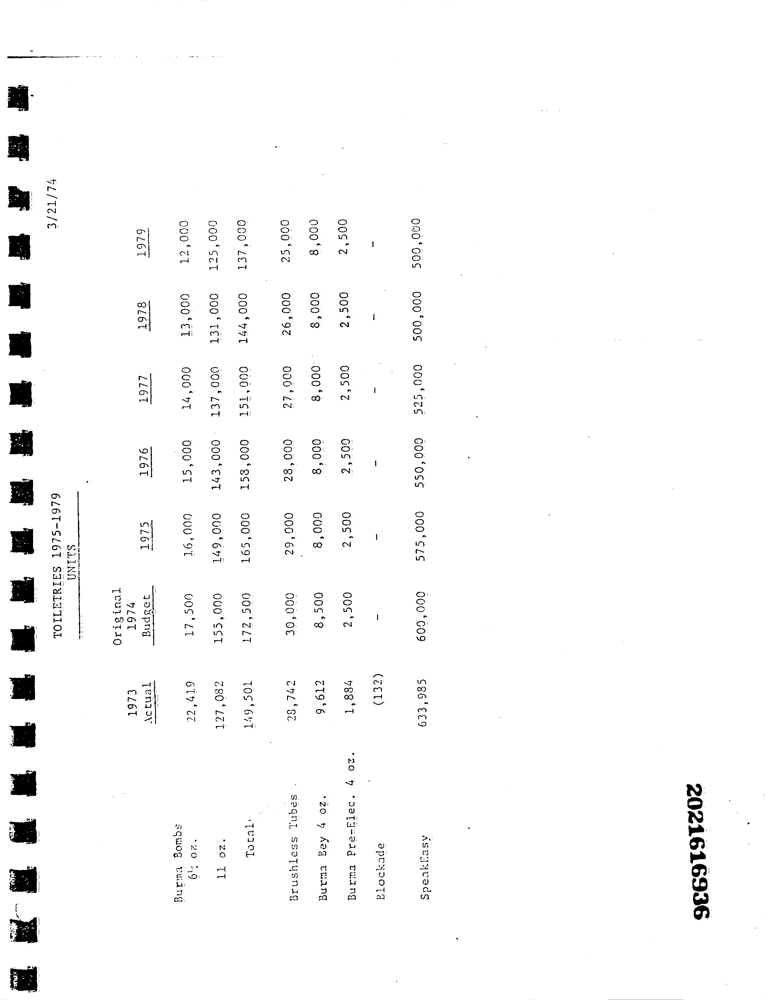 3/21/74
TOILETRIES 1975-1979
UNITS
Original
1973 1974
Actual Budget 1975 1976 1977 1978 1979
Burma Bombs
6½ oz. 22,419 17,500 16,000 15,000 14,000 13,000 12,000
11 oz. 127,082 155,000 149,000 143,000 137,000 131,000 125,000
Total 149,501 172,500 165,000 158,000 151,000 144,000 137,000
Brushless Tubes 28,742 30,000 29,000 28,000 27,000 26,000 25,000
Burma Bey 4 oz. 9,612 8,500 8,000 8,000 8,000 8,000 8,000
Burma Pre-Elec. 4 oz. 1,884 2,500 2,500 2,500 2,500 2,500 2,500
Blockade (132) - - - - - -
SpeakEasy 633,985 600,000 575,000 550,000 525,000 500,000 500,000
2021616936